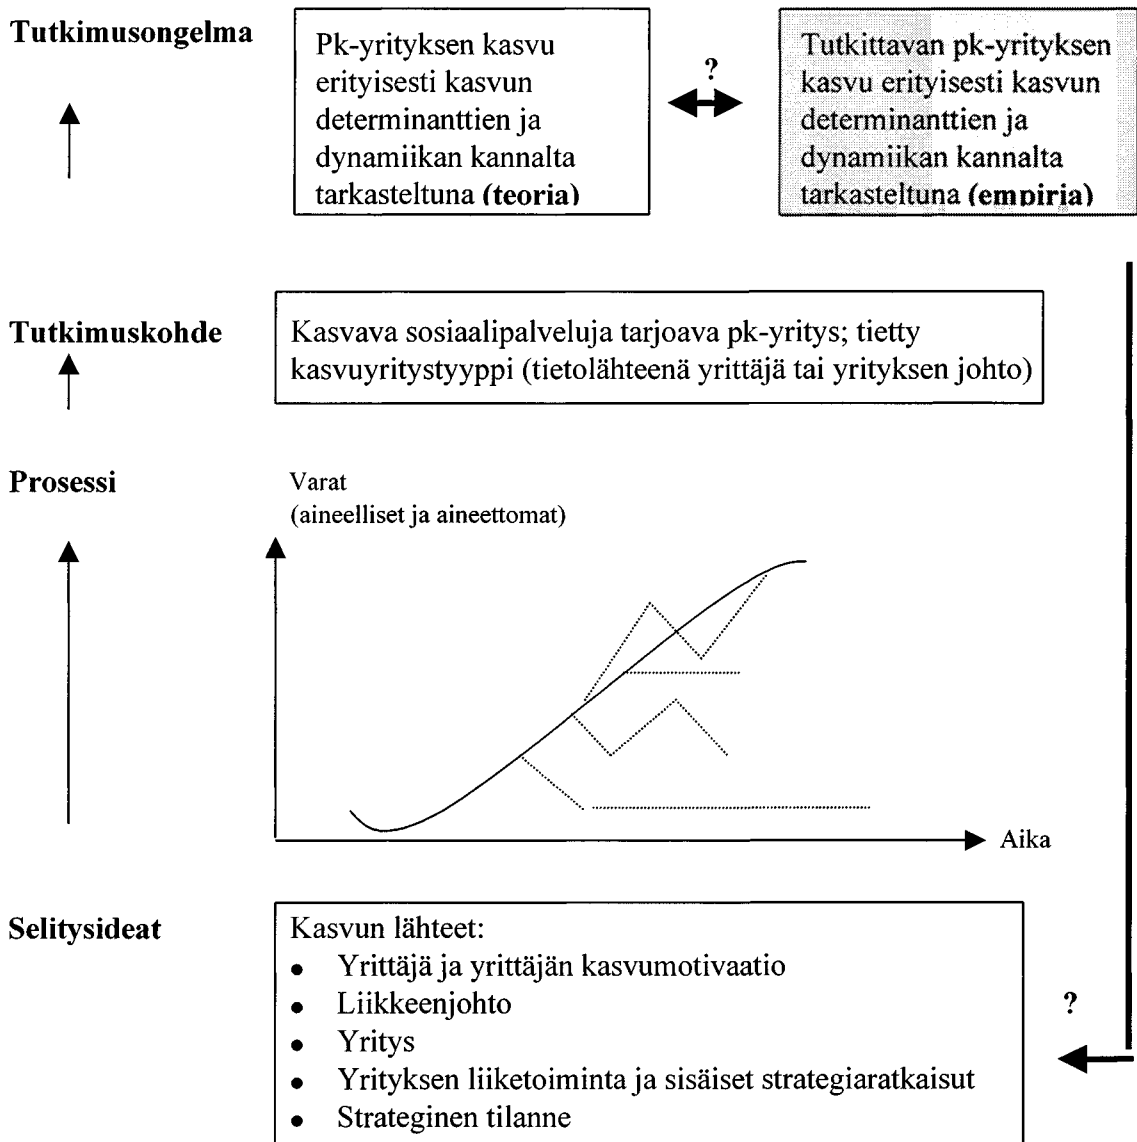 Tutkimusongelma
Pk-yrityksen kasvu
erityisesti kasvun
determinanttien ja
dynamiikan kannalta
tarkasteltuna (teoria)
?
Tutkittavan pk-yrityksen
kasvu erityisesti kasvun
determinanttien ja
dynamiikan kannalta
tarkasteltuna (empiria)
Tutkimuskohde
Kasvava sosiaalipalveluja tarjoava pk-yritys; tietty
kasvuyritystyyppi (tietolähteenä yrittäjä tai yrityksen johto)
Prosessi
Varat
(aineelliset ja aineettomat)
Aika
Selitysideat
Kasvun lähteet:
• Yrittäjä ja yrittäjän kasvumotivaatio
• Liikkeenjohto
• Yritys
• Yrityksen liiketoiminta ja sisäiset strategiaratkaisut
• Strateginen tilanne
?